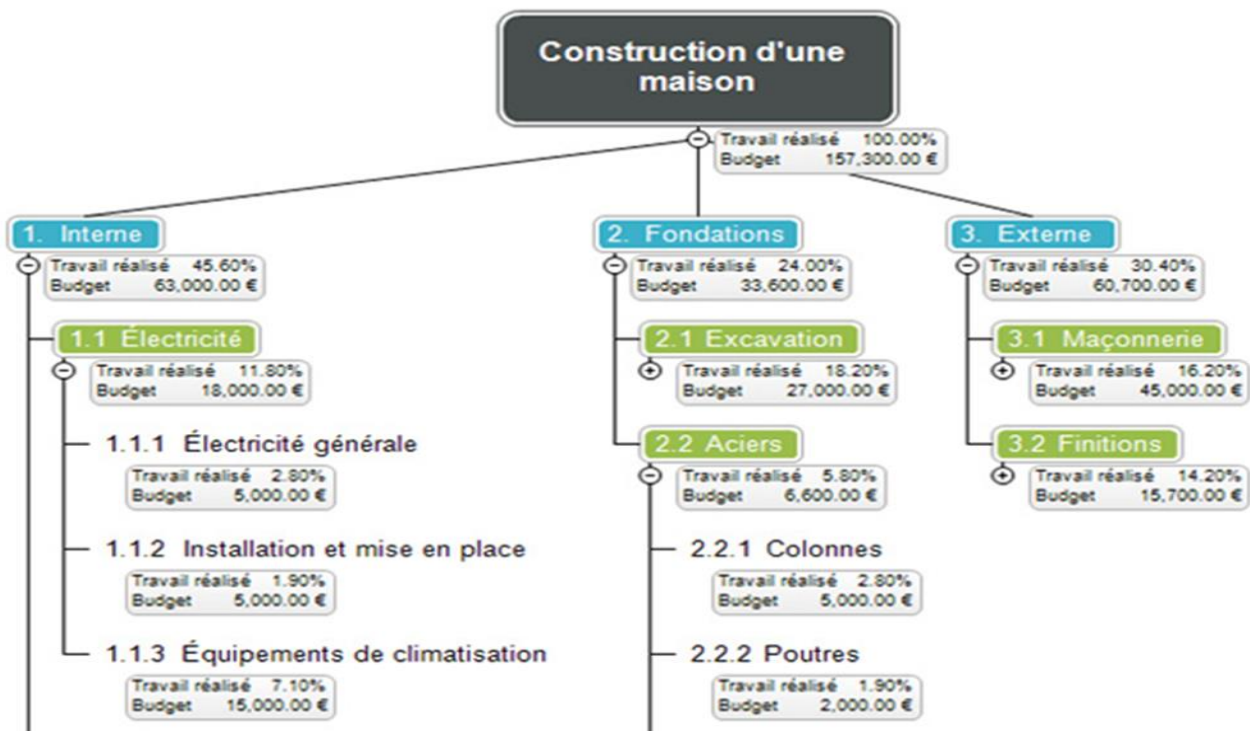 Construction d'une
maison
Travail réalisé 100.00%
Budget 157,300.00 €
1. Interne
Travail réalisé 45.60%
Budget 63,000.00 €
1.1 Électricité
Travail réalisé 11.80%
Budget 18,000.00 €
1.1.1 Électricité générale
Travail réalisé 2.80%
Budget 5,000.00 €
1.1.2 Installation et mise en place
Travail réalisé 1.90%
Budget 5,000.00 €
1.1.3 Équipements de climatisation
Travail réalisé 7.10%
Budget 15,000.00 €
2. Fondations
Travail réalisé 24.00%
Budget 33,600.00 €
2.1 Excavation
Travail réalisé 18.20%
Budget 27,000.00 €
2.2 Aciers
Travail réalisé 5.80%
Budget 6,600.00 €
2.2.1 Colonnes
Travail réalisé 2.80%
Budget 5,000.00 €
2.2.2 Poutres
Travail réalisé 1.90%
Budget 2,000.00 €
3. Externe
Travail réalisé 30.40%
Budget 60,700.00 €
3.1 Maçonnerie
Travail réalisé 16.20%
Budget 45,000.00 €
3.2 Finitions
Travail réalisé 14.20%
Budget 15,700.00 €